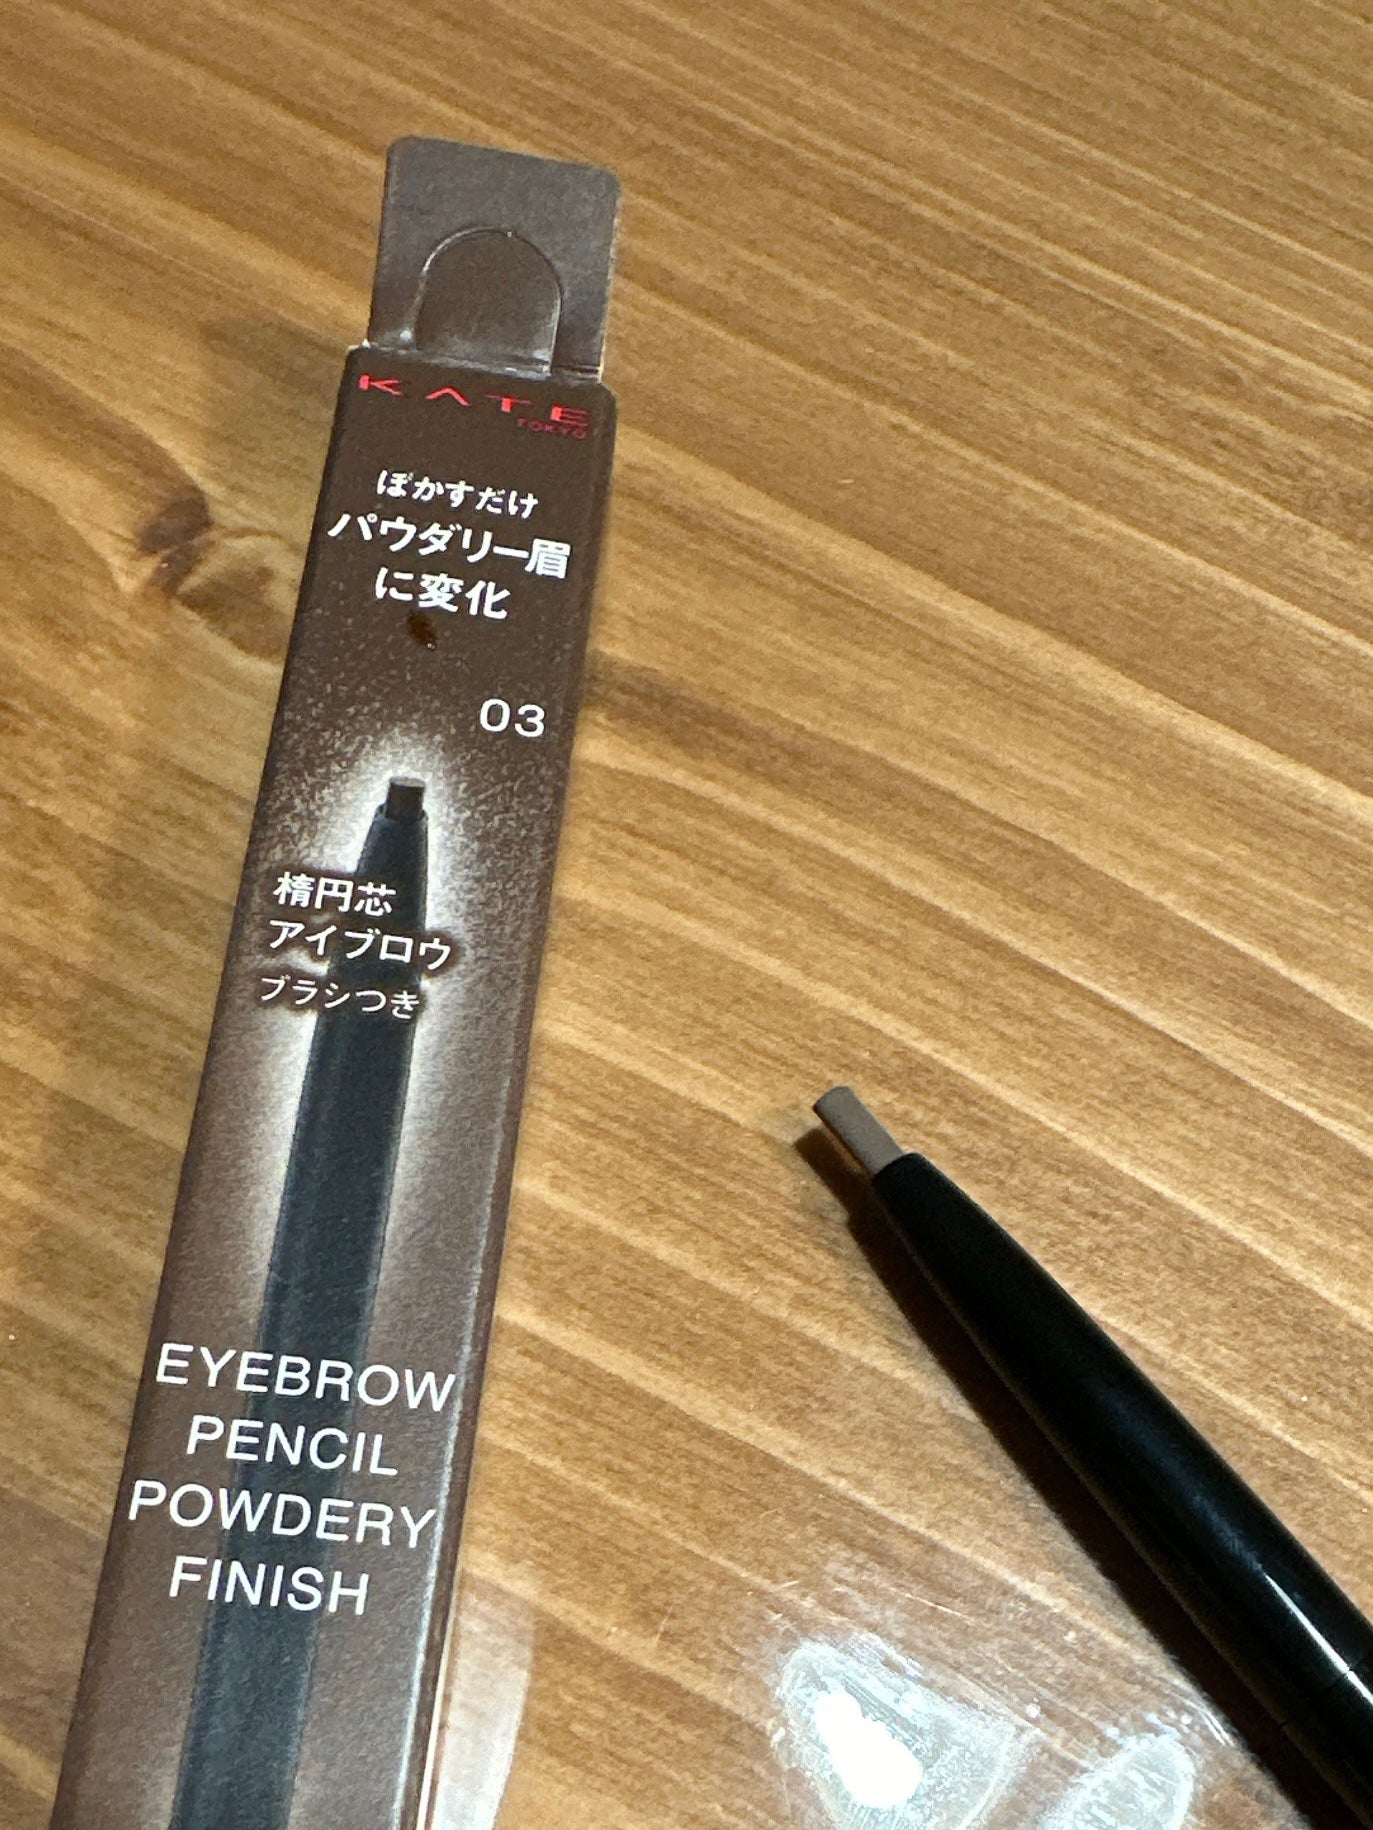 KATE
TOKYO
ぼかすだけ
パウダリー眉
に変化
03
楕円芯
アイブロウ
ブラシつき
EYEBROW
PENCIL
POWDERY
FINISH